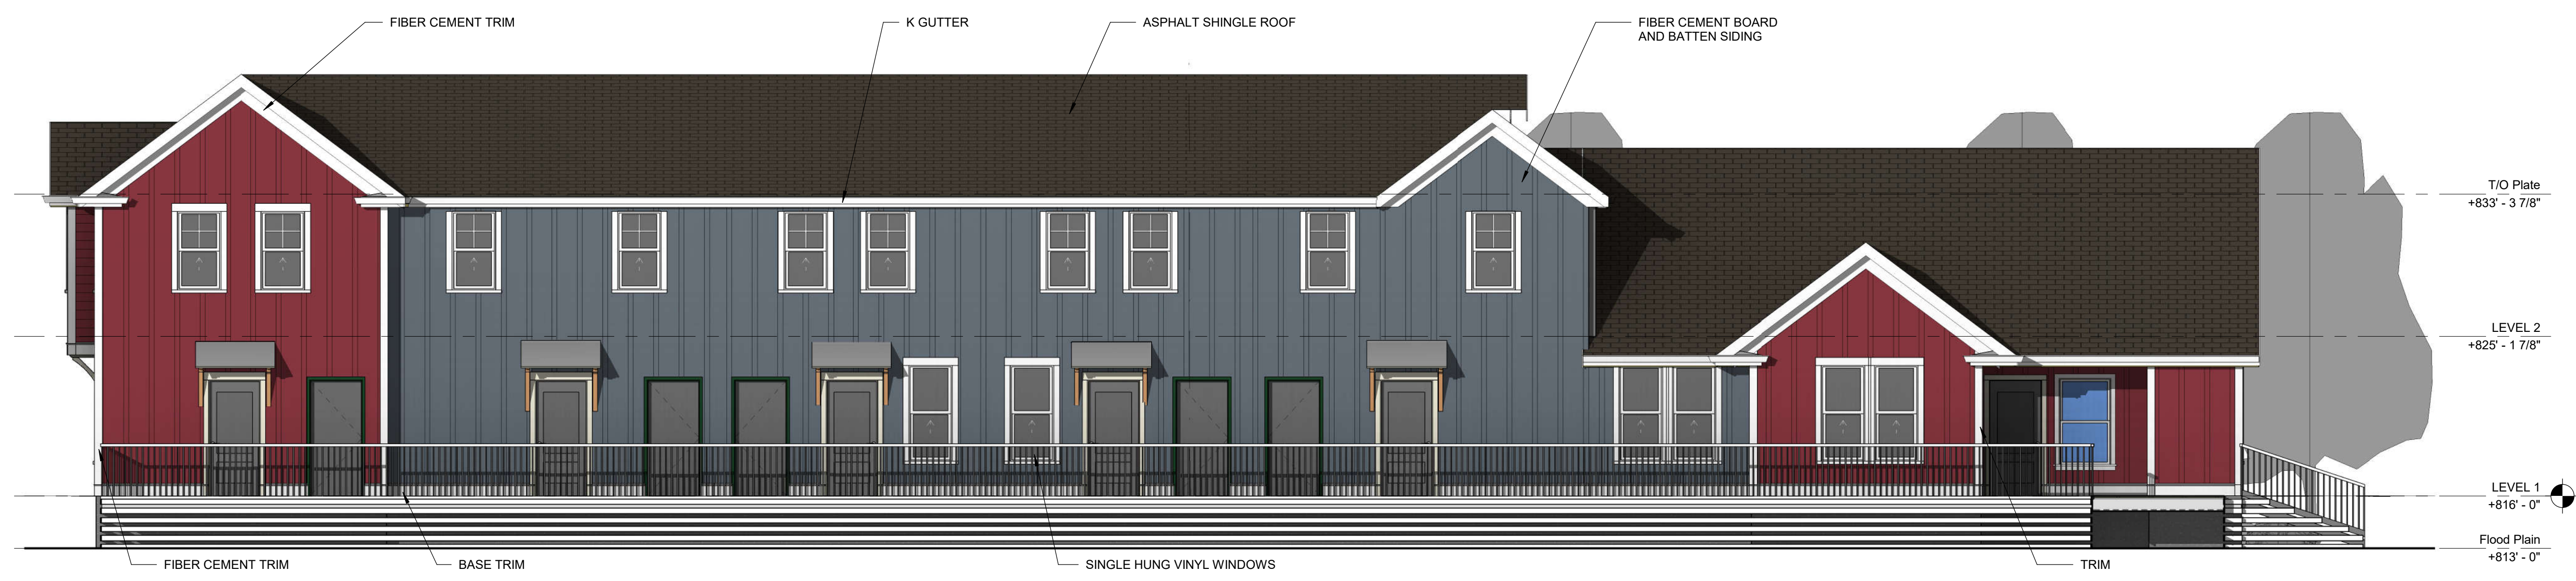 FIBER CEMENT TRIM
K GUTTER
ASPHALT SHINGLE ROOF
FIBER CEMENT BOARD
AND BATTEN SIDING
T/O Plate
+833' - 3 7/8"
LEVEL 2
+825' - 1 7/8"
LEVEL 1
+816' - 0"
Flood Plain
+813' - 0"
FIBER CEMENT TRIM
BASE TRIM
SINGLE HUNG VINYL WINDOWS
TRIM